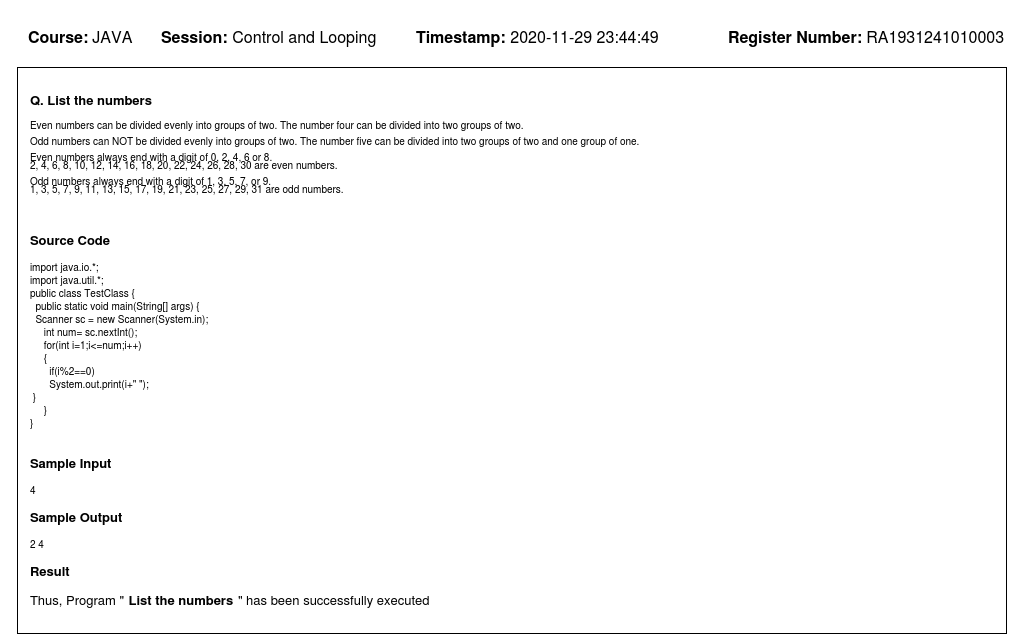 Course: JAVA Session: Control and Looping Timestamp: 2020-11-29 23:44:49 Register Number: RA1931241010003
Q. List the numbers
Even numbers can be divided evenly into groups of two. The number four can be divided into two groups of two.
Odd numbers can NOT be divided evenly into groups of two. The number five can be divided into two groups of two and one group of one.
Even numbers always end with a digit of 0, 2, 4, 6 or 8.
2, 4, 6, 8, 10, 12, 14, 16, 18, 20, 22, 24, 26, 28, 30 are even numbers.
Odd numbers always end with a digit of 1, 3, 5, 7, or 9.
1, 3, 5, 7, 9, 11, 13, 15, 17, 19, 21, 23, 25, 27, 29, 31 are odd numbers.
Source Code
import java.io.*;
import java.util.*;
public class TestClass {
public static void main(String[] args) {
Scanner sc = new Scanner(System.in);
int num= sc.nextInt();
for(int i=1;i<=num;i++)
{
if(i%2==0)
System.out.print(i+" ");
}
}
}
Sample Input
4
Sample Output
2 4
Result
Thus, Program " List the numbers " has been successfully executed